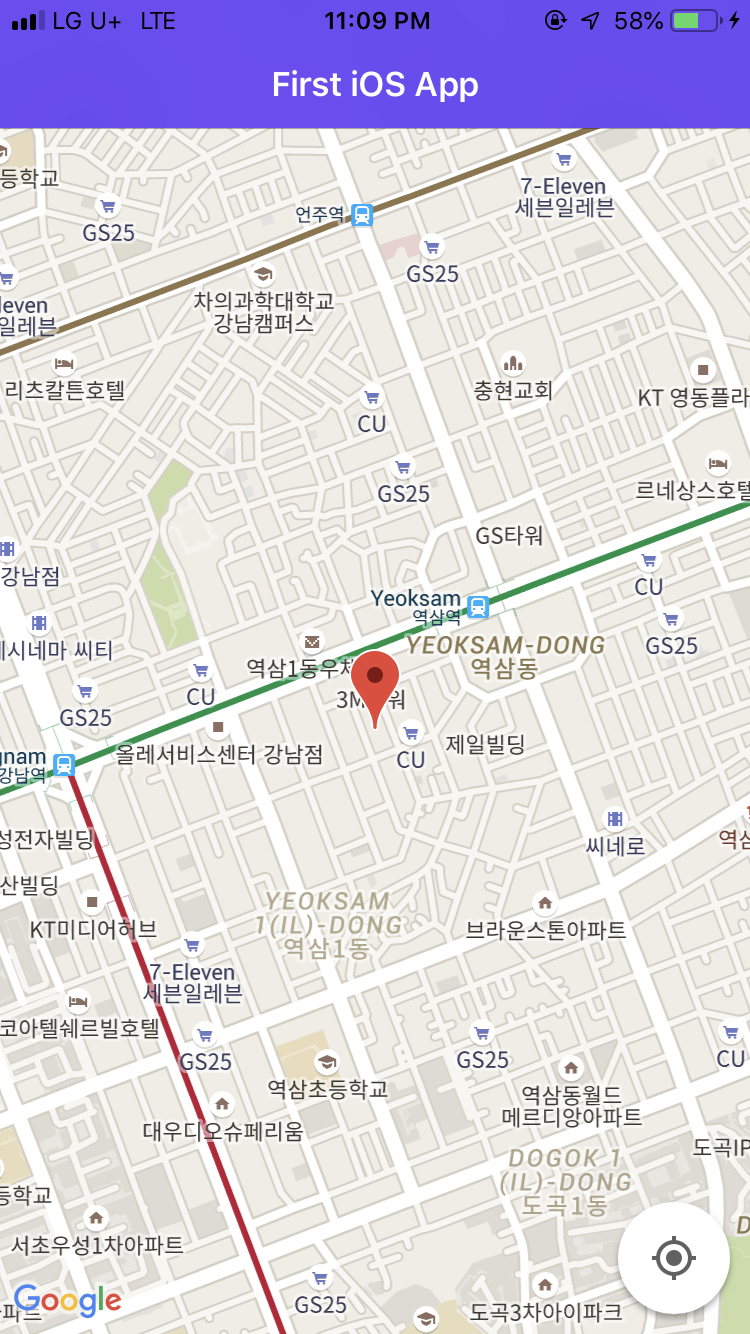 LG U+ LTE 11:09 PM 58%
First iOS App
등학교
7-Eleven
세븐일레븐
언주역
GS25
GS25
차의과학대학교
강남캠퍼스
leven
일레븐
리츠칼튼호텔
충현교회
KT 영동플라
CU
GS25
르네상스호텔
GS타워
강남점
CU
Yeoksam
역삼역
GS25
YEOKSAM-DONG
역삼동
시네마 씨티
역삼1동우체
CU
3M
워
GS25
제일빌딩
올레서비스센터 강남점
CU
gnam
강남역
성전자빌딩
씨네로
역삼
산빌딩
YEOKSAM
1(IL)-DONG
역삼1동
KT미디어허브
브라운스톤아파트
7-Eleven
세븐일레븐
코아텔쉐르빌호텔
GS25
GS25
CU
역삼초등학교
역삼동월드
메르디앙아파트
대우디오슈페리움
도곡IP
DOGOK 1
(IL)-DONG
도곡1동
등학교
D
서초우성1차아파트
Google
GS25
도곡3차아이파크